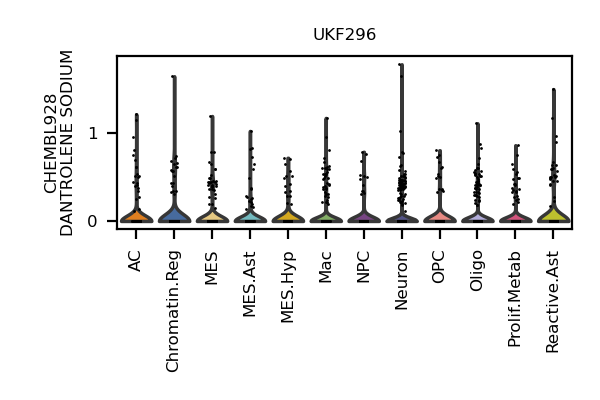 UKF296
CHEMBL928
DANTROLENE SODIUM
1
0
AC
Chromatin.Reg
MES
MES.Ast
MES.Hyp
Mac
NPC
Neuron
OPC
Oligo
Prolif.Metab
Reactive.Ast